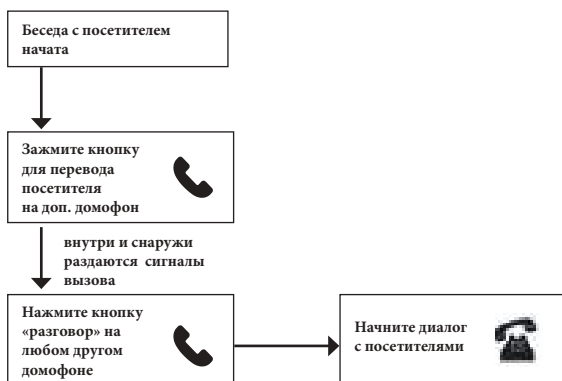 Беседа с посетителем
начата
Зажмите кнопку
для перевода
посетителя
на доп. домофон
внутри и снаружи
раздаются сигналы
вызова
Нажмите кнопку
«разговор» на
любом другом
домофоне
Начните диалог
с посетителями